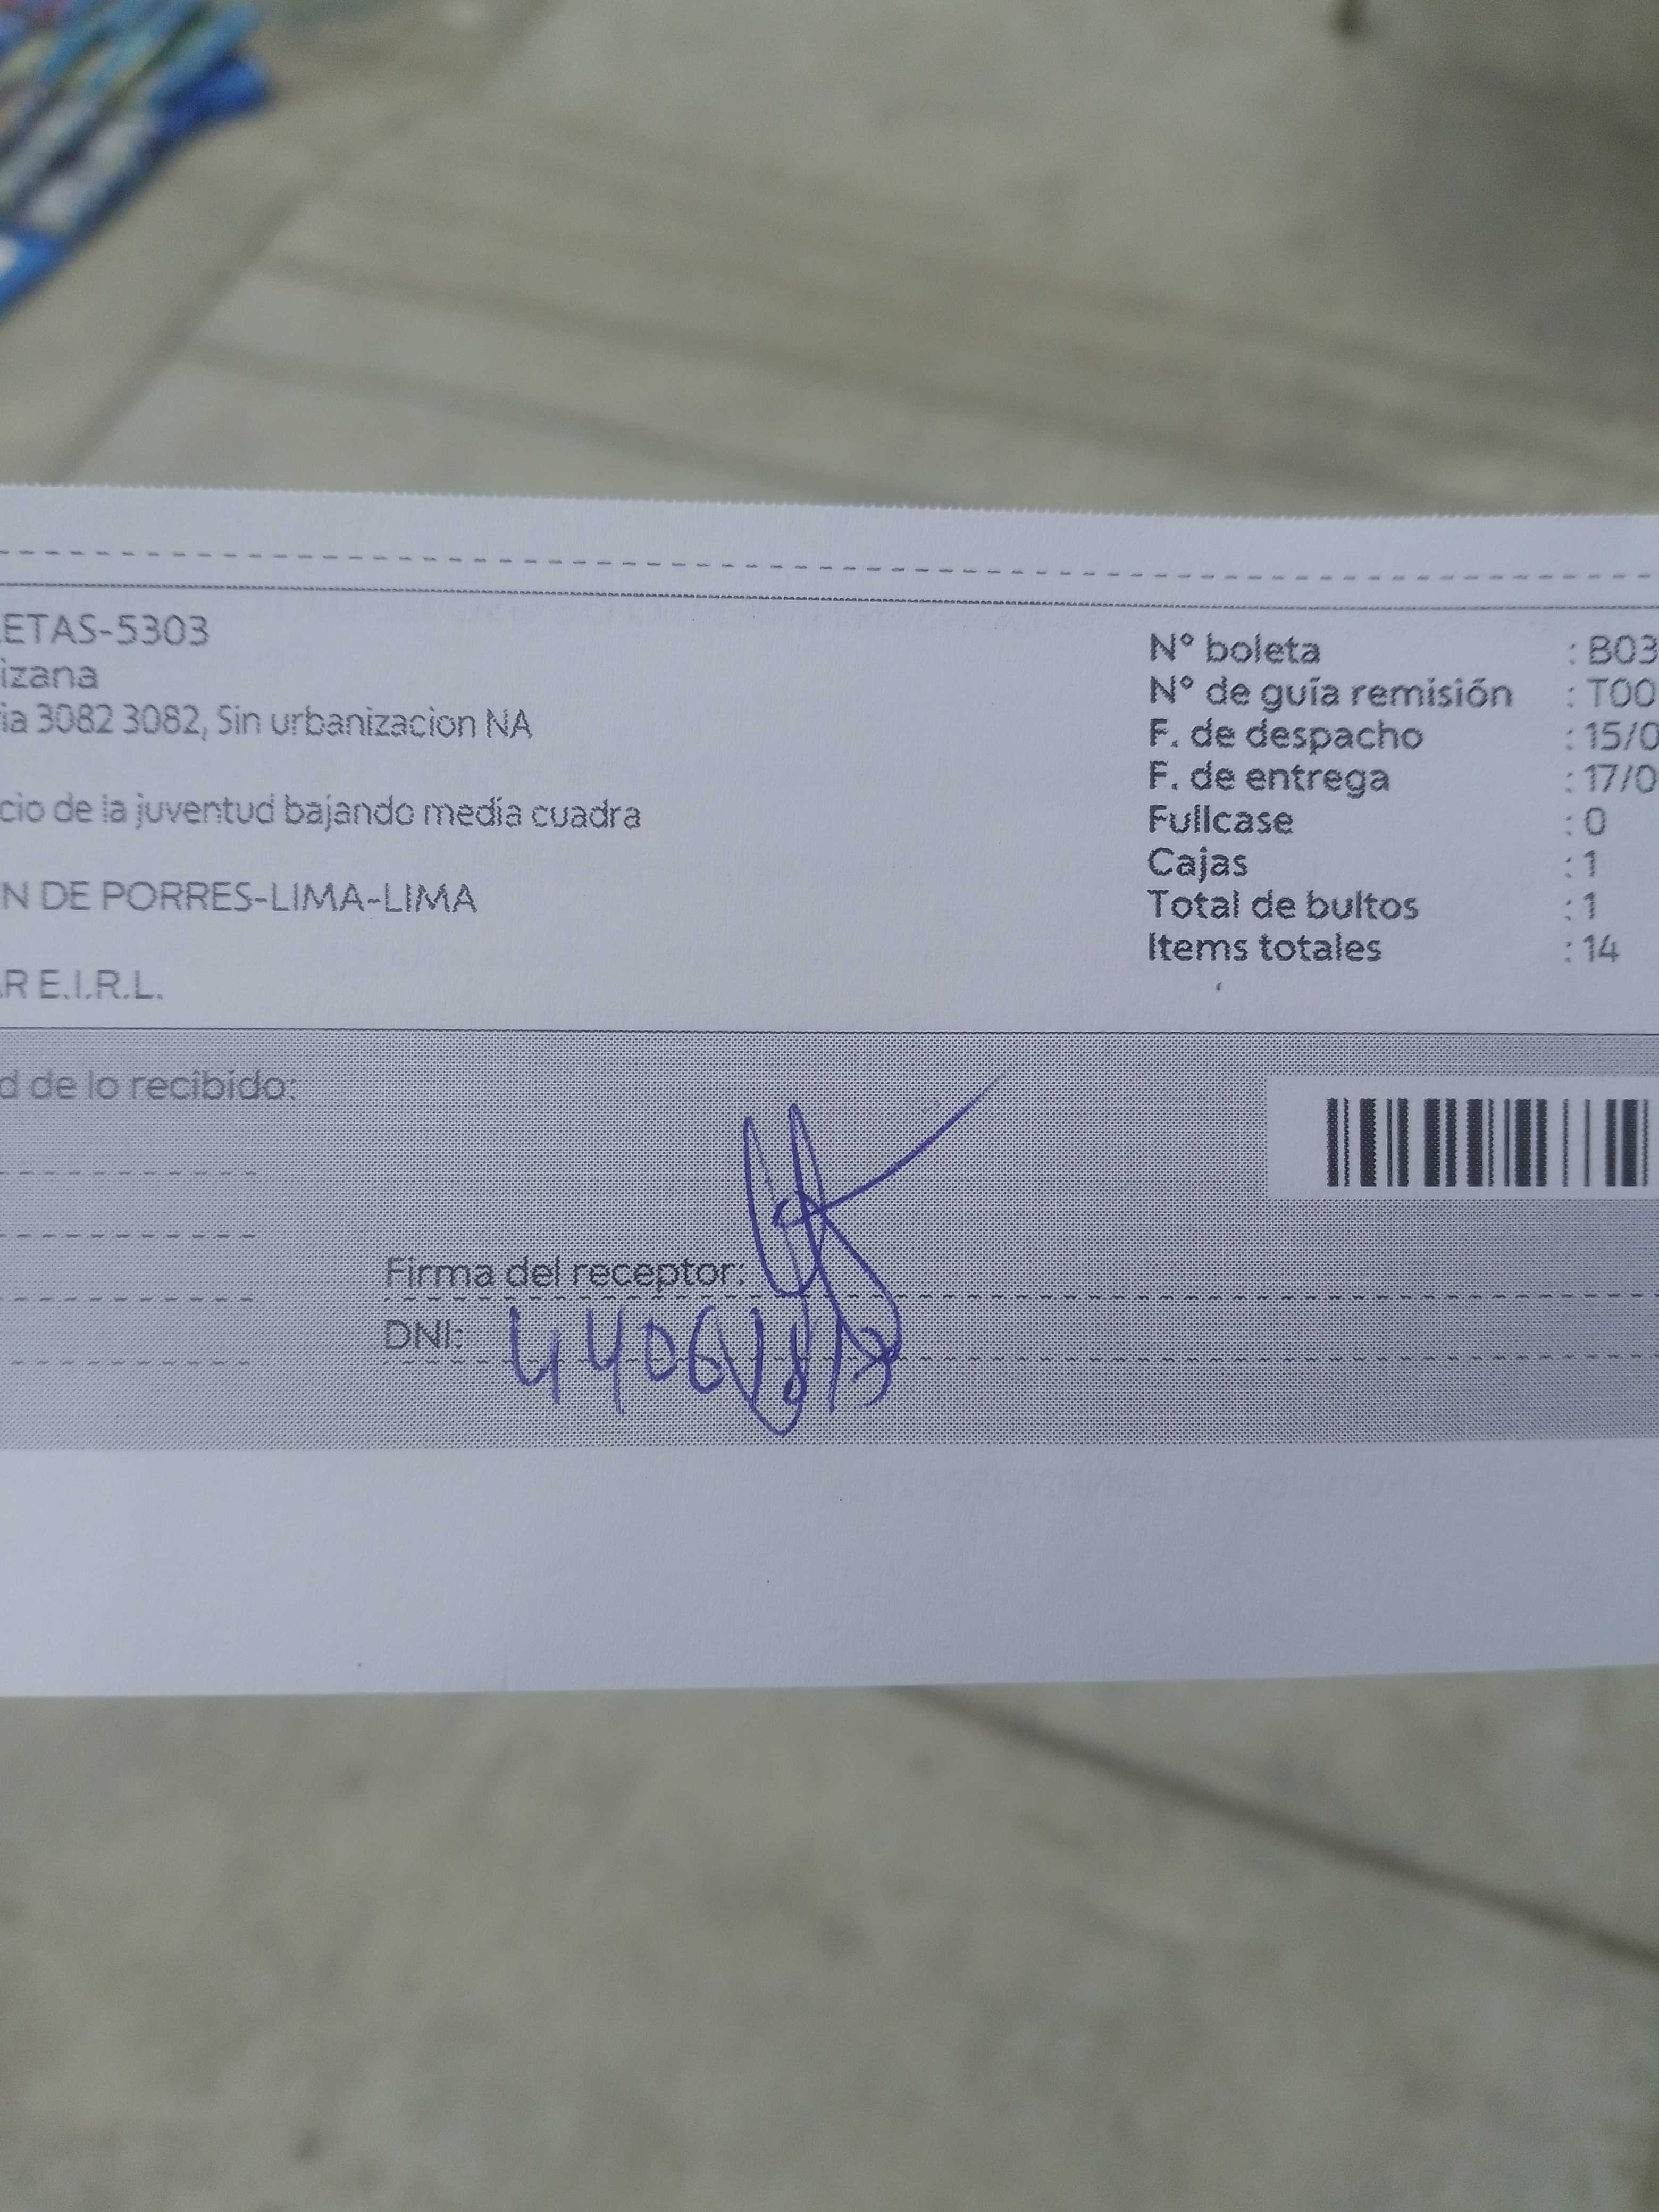 ETAS-5303
izana
ia 3082 3082, Sin urbanizacion NA
cio de la juventud bajando media cuadra
N DE PORRES-LIMA-LIMA
R E.I.R.L.
N° boleta : B03
N° de guía remisión : T00
F. de despacho : 15/0
F. de entrega : 17/0
Fullcase : 0
Cajas : 1
Total de bultos : 1
Items totales : 14
d de lo recibido:
Firma del receptor:
DNI: